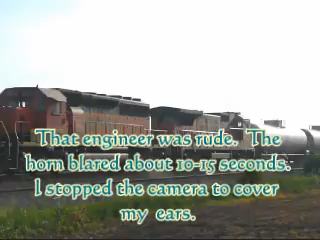 That engineer was rude.  The
horn blared about 10-15 seconds.
I stopped the camera to cover
my  ears.